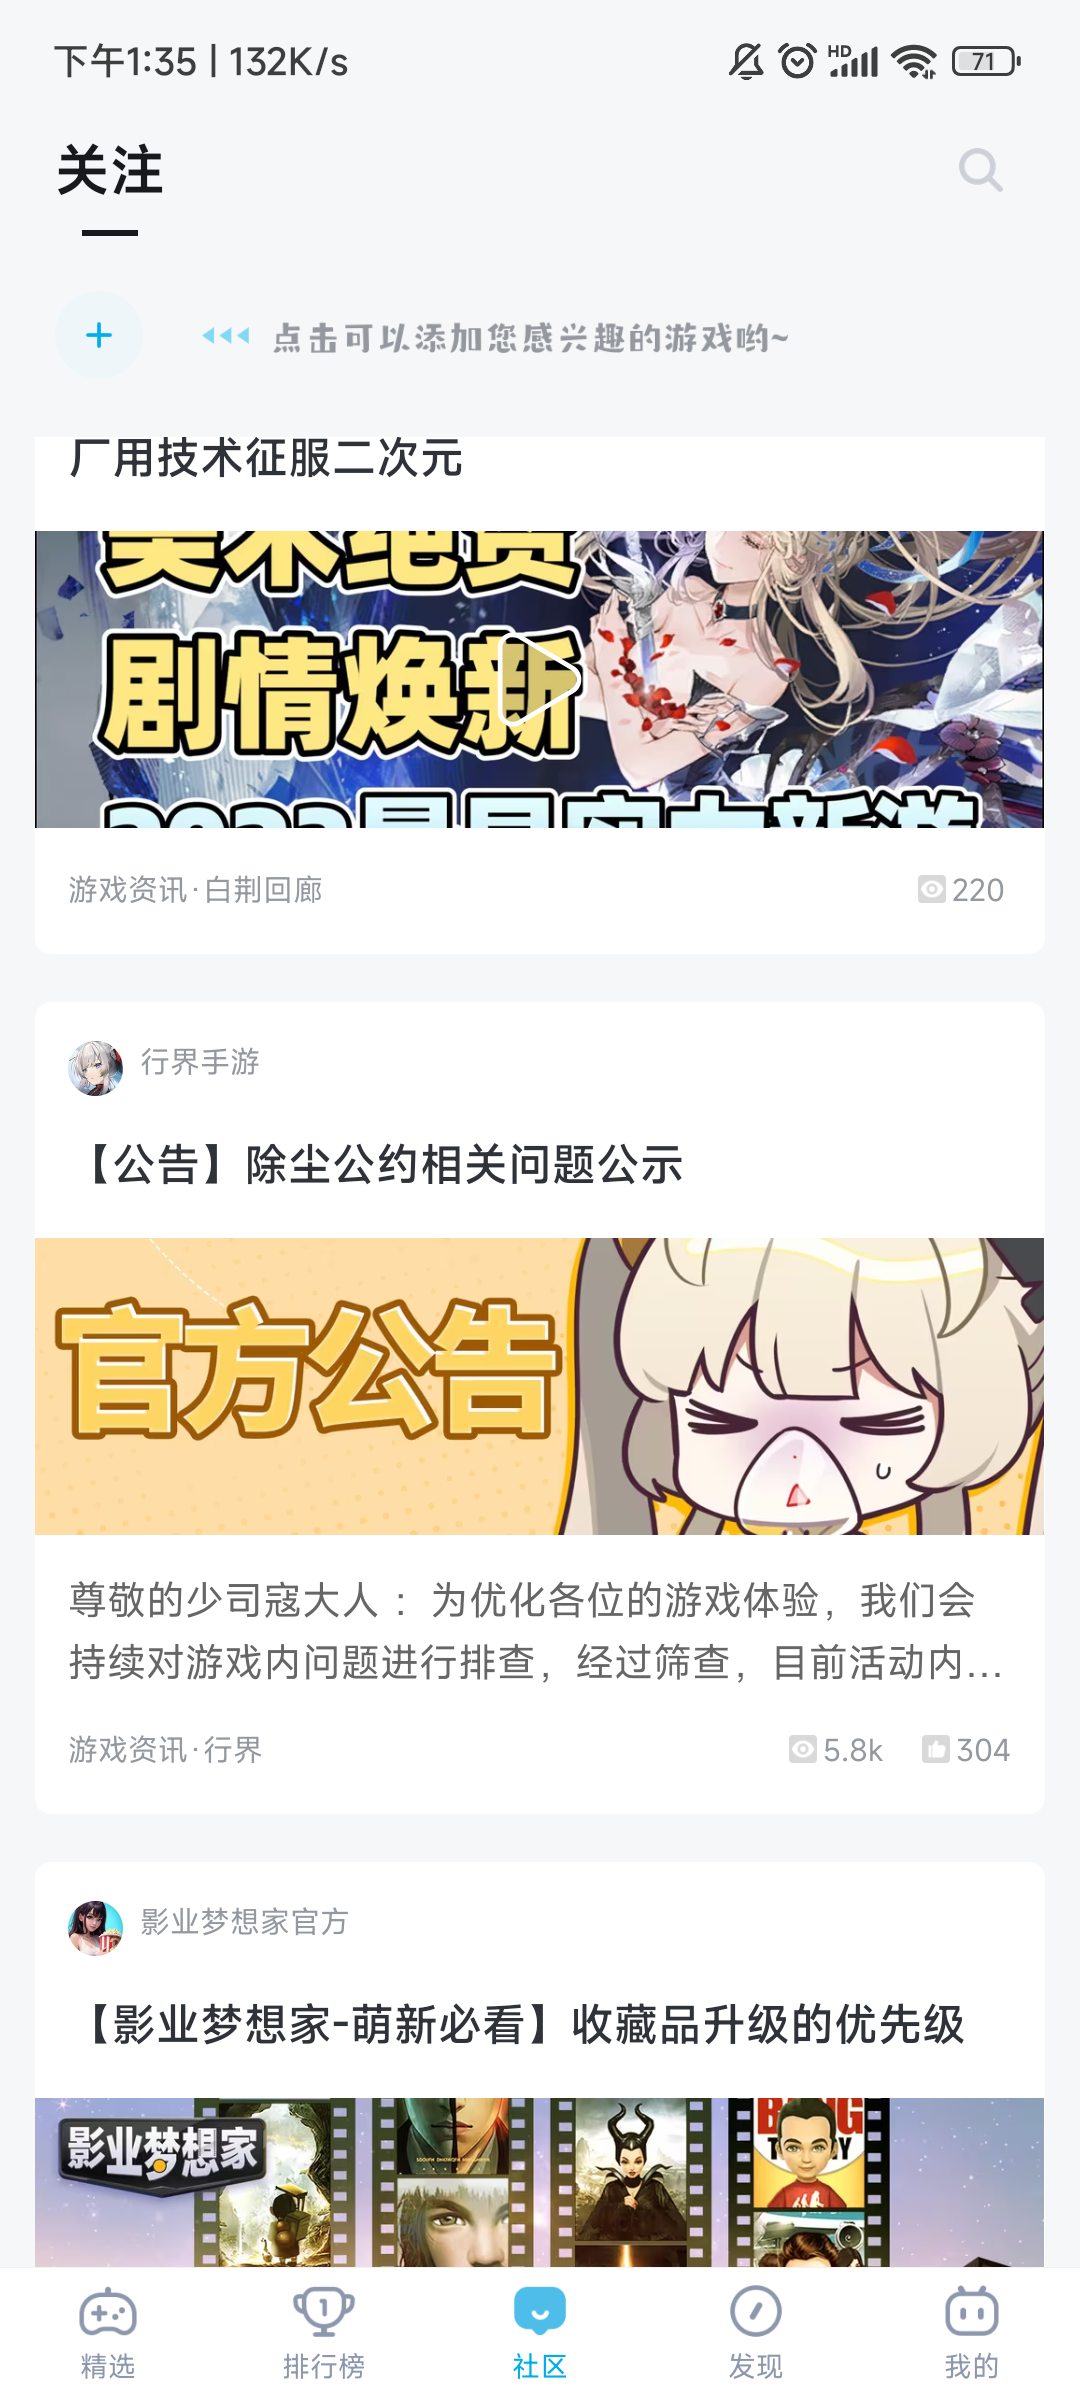 下午1:35 | 132K/s
HD
71
关注
点击可以添加您感兴趣的游戏哟~
厂用技术征服二次元
美术绝赞
剧情焕新
游戏资讯·白荆回廊
220
行界手游
【公告】除尘公约相关问题公示
官方公告
尊敬的少司寇大人 : 为优化各位的游戏体验，我们会
持续对游戏内问题进行排查，经过筛查，目前活动内...
游戏资讯·行界
5.8k
304
影业梦想家官方
【影业梦想家-萌新必看】收藏品升级的优先级
影业梦想家
精选
排行榜
社区
发现
我的